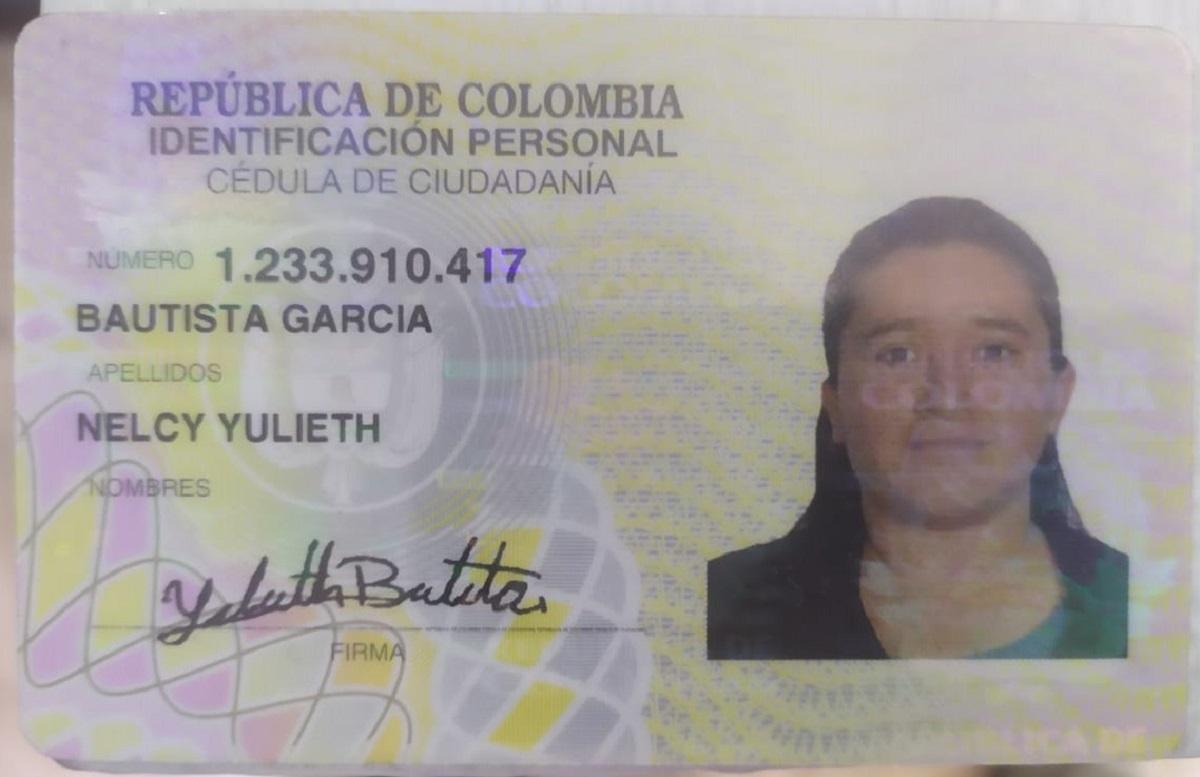 REPÚBLICA DE COLOMBIA
IDENTIFICACIÓN PERSONAL
CÉDULA DE CIUDADANÍA
NÚMERO 1.233.910.417
BAUTISTA GARCIA
APELLIDOS
NELCY YULIETH
NOMBRES
Yulieth Bautista
FIRMA